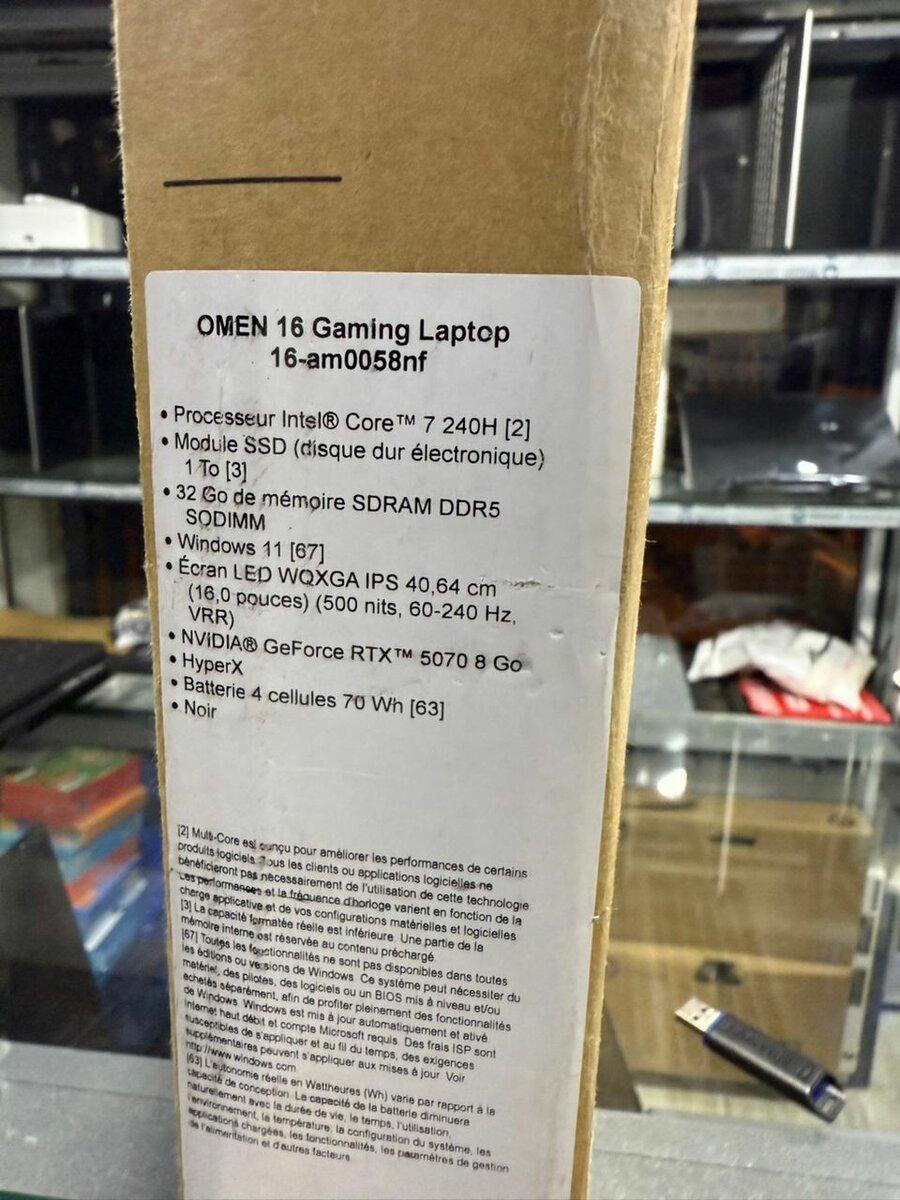 OMEN 16 Gaming Laptop
16-am0058nf
• Processeur Intel® Core™ 7 240H [2]
• Module SSD (disque dur électronique)
1 To [3]
• 32 Go de mémoire SDRAM DDR5
SODIMM
• Windows 11 [67]
• Écran LED WQXGA IPS 40,64 cm
(16,0 pouces) (500 nits, 60-240 Hz,
VRR)
• NVIDIA® GeForce RTX™ 5070 8 Go
• HyperX
• Batterie 4 cellules 70 Wh [63]
• Noir
[2] Multi-Core est conçu pour améliorer les performances de certains
produits logiciels. Tous les clients ou applications logicielles ne
bénéficieront pas nécessairement de l'utilisation de cette technologie
Les performances et la fréquence d'horloge varient en fonction de la
charge applicative et de vos configurations matérielles et logicielles
[3] La capacité formatée réelle est inférieure. Une partie de la
mémoire interne est réservée au contenu préchargé.
[67] Toutes les fonctionnalités ne sont pas disponibles dans toutes
les éditions ou versions de Windows. Ce système peut nécessiter du
matériel, des pilotes, des logiciels ou un BIOS mis à niveau et/ou
achetés séparément, afin de profiter pleinement des fonctionnalités
de Windows. Windows est mis à jour automatiquement et activé
Internet haut débit et compte Microsoft requis. Des frais ISP sont
susceptibles de s'appliquer et au fil du temps, des exigences
supplémentaires peuvent s'appliquer aux mises à jour. Voir
http://www.windows.com
[63] L'autonomie réelle en Wattheures (Wh) varie par rapport à la
capacité de conception. La capacité de la batterie diminuera
naturellement avec la durée de vie, le temps, l'utilisation,
l'environnement, la température, la configuration du système, les
applications chargées, les fonctionnalités, les paramètres de gestion
de l'alimentation et d'autres facteurs